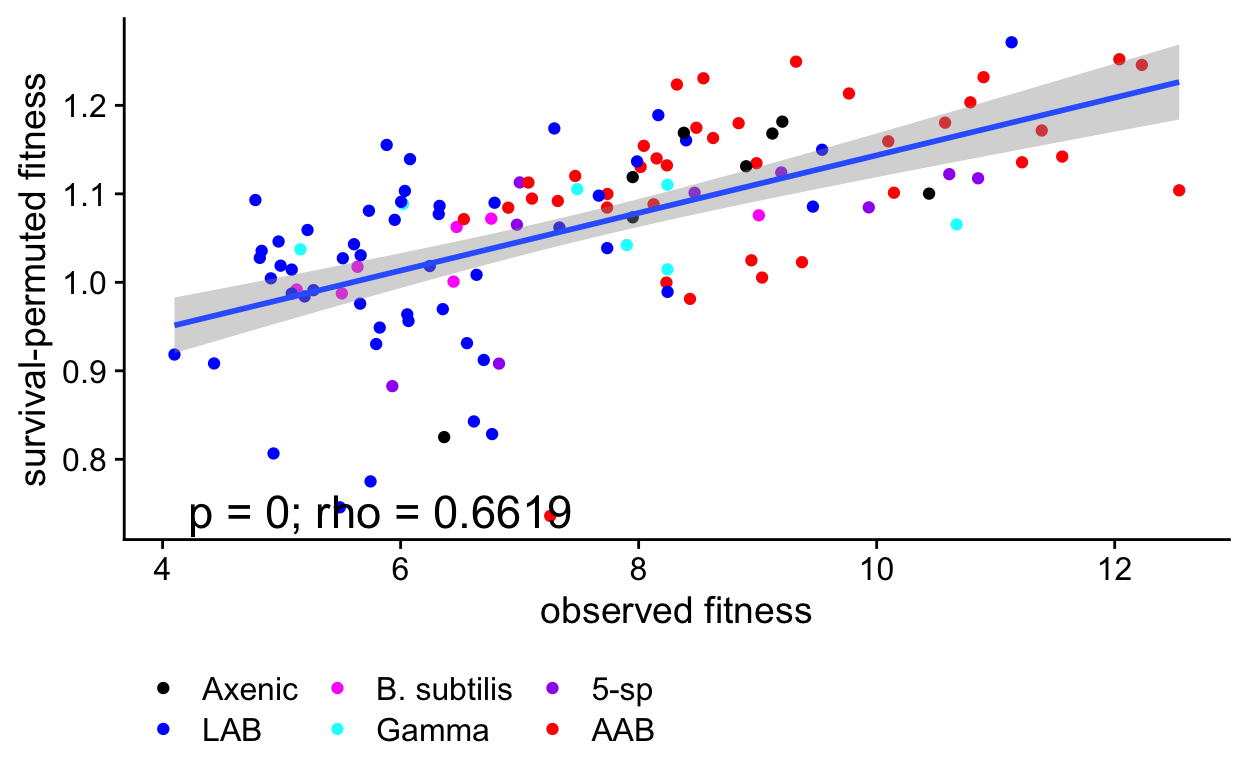 survival-permuted fitness
1.2
1.1
1.0
0.9
0.8
p = 0; rho = 0.6619
4 6 8 10 12
observed fitness
Axenic B. subtilis 5-sp
LAB Gamma AAB